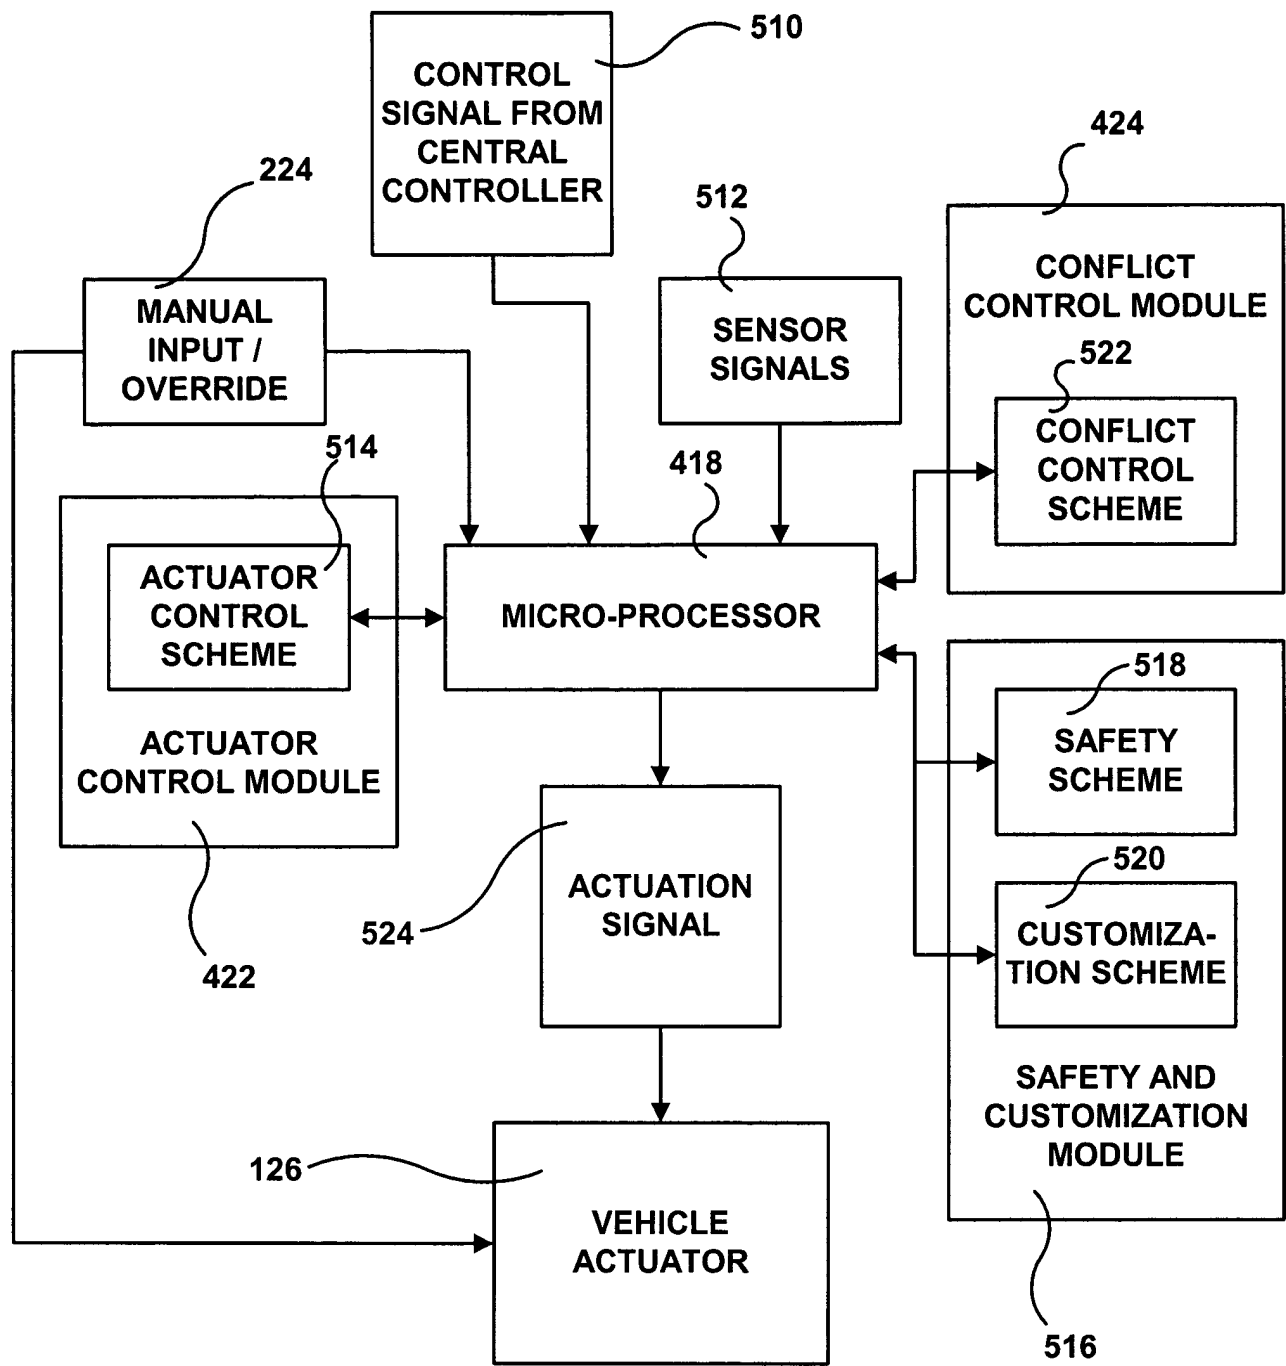 510
CONTROL
SIGNAL FROM
CENTRAL
CONTROLLER
424
224
512
MANUAL
INPUT /
OVERRIDE
SENSOR
SIGNALS
CONFLICT
CONTROL MODULE
522
CONFLICT
CONTROL
SCHEME
514
418
ACTUATOR
CONTROL
SCHEME
ACTUATOR
CONTROL MODULE
422
MICRO-PROCESSOR
518
SAFETY
SCHEME
520
CUSTOMIZA-
TION SCHEME
SAFETY AND
CUSTOMIZATION
MODULE
516
ACTUATION
SIGNAL
524
126
VEHICLE
ACTUATOR